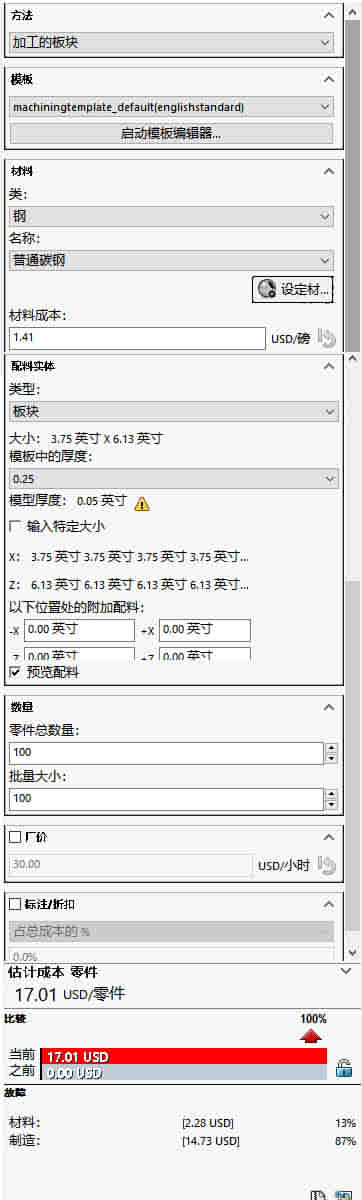 方法
加工的板块
模板
machiningtemplate_default(englishstandard)
启动模板编辑器...
材料
类:
钢
名称:
普通碳钢
设定材...
材料成本:
1.41 USD/磅
配料实体
类型:
板块
大小: 3.75 英寸 X 6.13 英寸
模板中的厚度:
0.25
模型厚度: 0.05 英寸
输入特定大小
X: 3.75 英寸 3.75 英寸 3.75 英寸 3.75 英寸...
Z: 6.13 英寸 6.13 英寸 6.13 英寸 6.13 英寸...
以下位置处的附加配料:
-X 0.00 英寸 +X 0.00 英寸
-Z 0.00 英寸 +Z 0.00 英寸
预览配料
数量
零件总数量:
100
批量大小:
100
厂价
30.00 USD/小时
标注/折扣
占总成本的 %
0.0%
估计成本 零件
17.01 USD/零件
比较 100%
当前 17.01 USD
之前 0.00 USD
故障
材料: [2.28 USD] 13%
制造: [14.73 USD] 87%